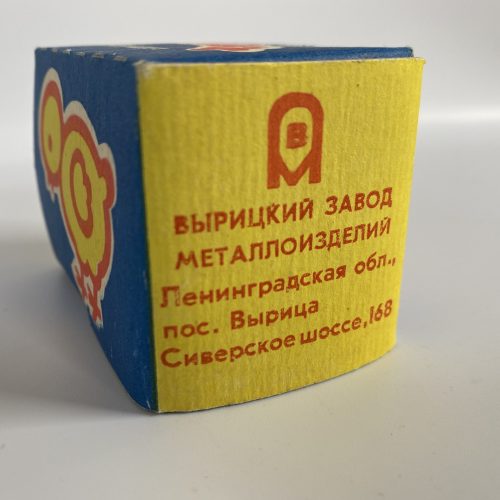 В
М
ВЫРИЦКИЙ ЗАВОД
МЕТАЛЛОИЗДЕЛИЙ
Ленинградская обл.,
пос. Вырица
Сиверское шоссе, 168